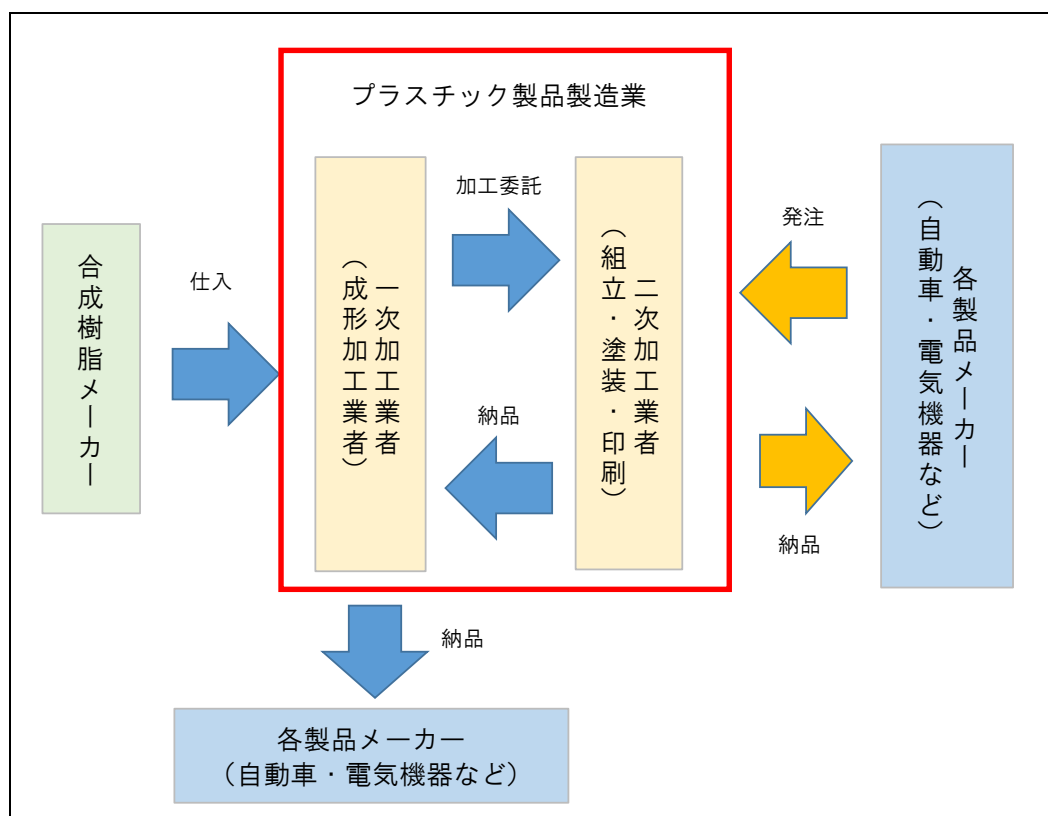 プラスチック製品製造業
合成樹脂メーカー
仕入
一次加工業者
（成形加工業者）
加工委託
納品
二次加工業者
（組立・塗装・印刷）
発注
納品
各製品メーカー
（自動車・電気機器など）
納品
各製品メーカー
（自動車・電気機器など）